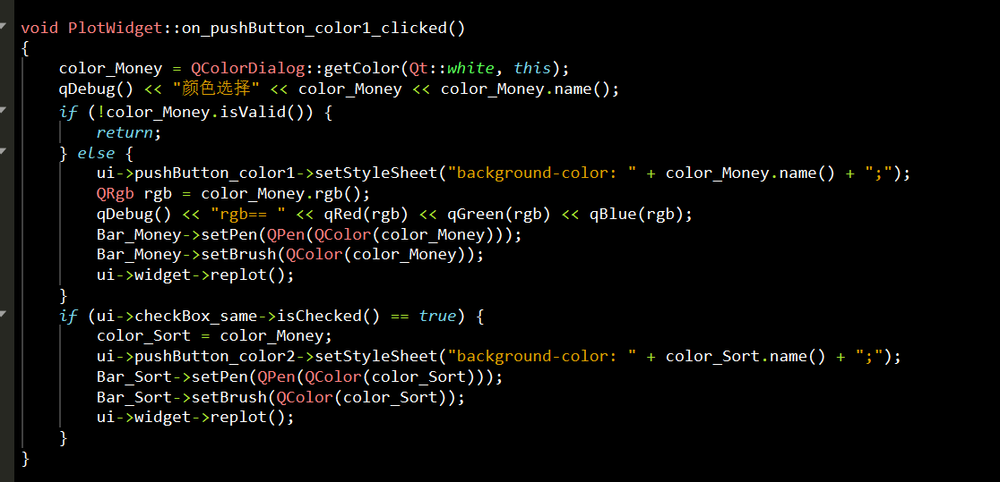 void PlotWidget::on_pushButton_color1_clicked()
{
    color_Money = QColorDialog::getColor(Qt::white, this);
    qDebug() << "颜色选择" << color_Money << color_Money.name();
    if (!color_Money.isValid()) {
        return;
    } else {
        ui->pushButton_color1->setStyleSheet("background-color: " + color_Money.name() + ";");
        QRgb rgb = color_Money.rgb();
        qDebug() << "rgb== " << qRed(rgb) << qGreen(rgb) << qBlue(rgb);
        Bar_Money->setPen(QPen(QColor(color_Money)));
        Bar_Money->setBrush(QColor(color_Money));
        ui->widget->replot();
    }
    if (ui->checkBox_same->isChecked() == true) {
        color_Sort = color_Money;
        ui->pushButton_color2->setStyleSheet("background-color: " + color_Sort.name() + ";");
        Bar_Sort->setPen(QPen(QColor(color_Sort)));
        Bar_Sort->setBrush(QColor(color_Sort));
        ui->widget->replot();
    }
}